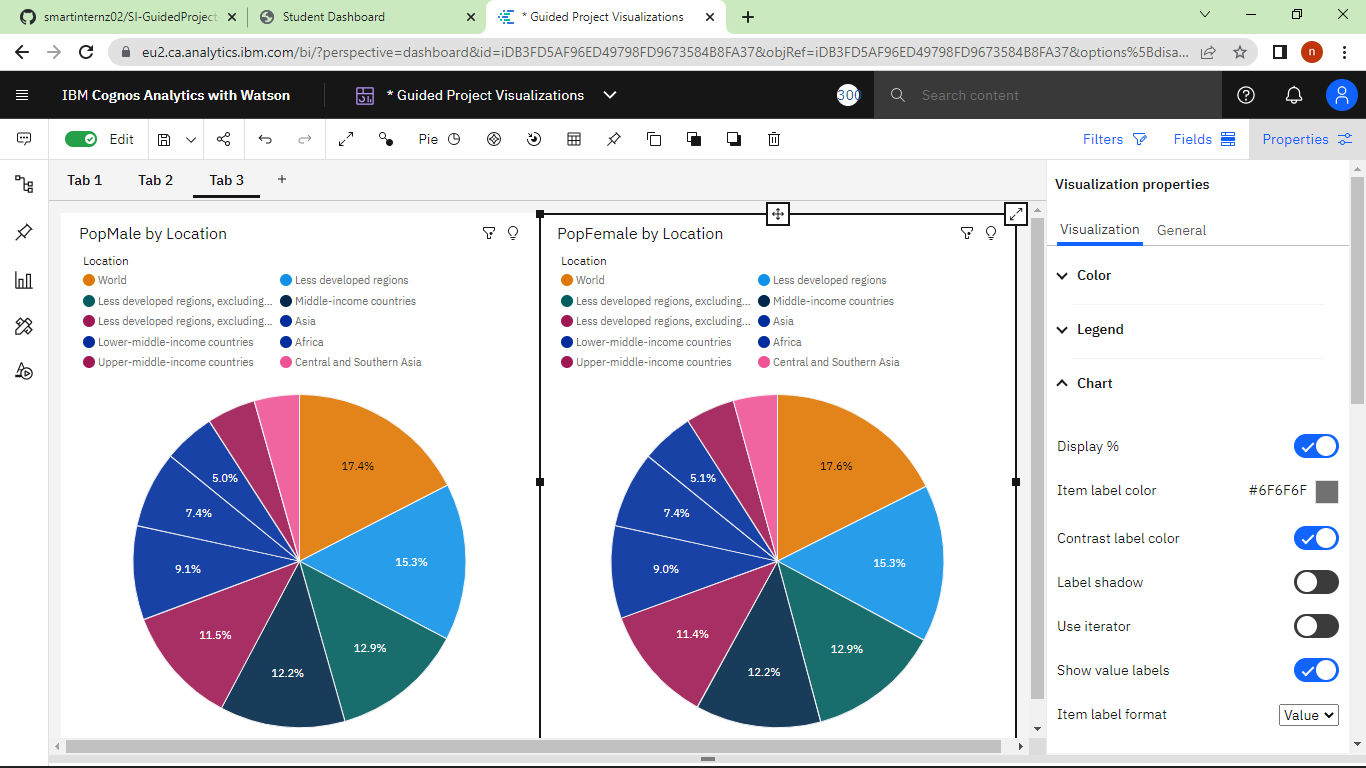 smartinternz02/SI-GuidedProject
Student Dashboard
* Guided Project Visualizations
eu2.ca.analytics.ibm.com/bi/?perspective=dashboard&id=iDB3FD5AF96ED49798FD9673584B8FA37&objRef=iDB3FD5AF96ED49798FD9673584B8FA37&options%5Bdisa...
n
IBM Cognos Analytics with Watson
* Guided Project Visualizations
300
Search content
Edit
Pie
Filters
Fields
Properties
Tab 1
Tab 2
Tab 3
PopMale by Location
Location
World
Less developed regions
Less developed regions, excluding...
Middle-income countries
Less developed regions, excluding...
Asia
Lower-middle-income countries
Africa
Upper-middle-income countries
Central and Southern Asia
17.4%
15.3%
12.9%
12.2%
11.5%
9.1%
7.4%
5.0%
PopFemale by Location
Location
World
Less developed regions
Less developed regions, excluding...
Middle-income countries
Less developed regions, excluding...
Asia
Lower-middle-income countries
Africa
Upper-middle-income countries
Central and Southern Asia
17.6%
15.3%
12.9%
12.2%
11.4%
9.0%
7.4%
5.1%
Visualization properties
Visualization
General
Color
Legend
Chart
Display %
Item label color
#6F6F6F
Contrast label color
Label shadow
Use iterator
Show value labels
Item label format
Value